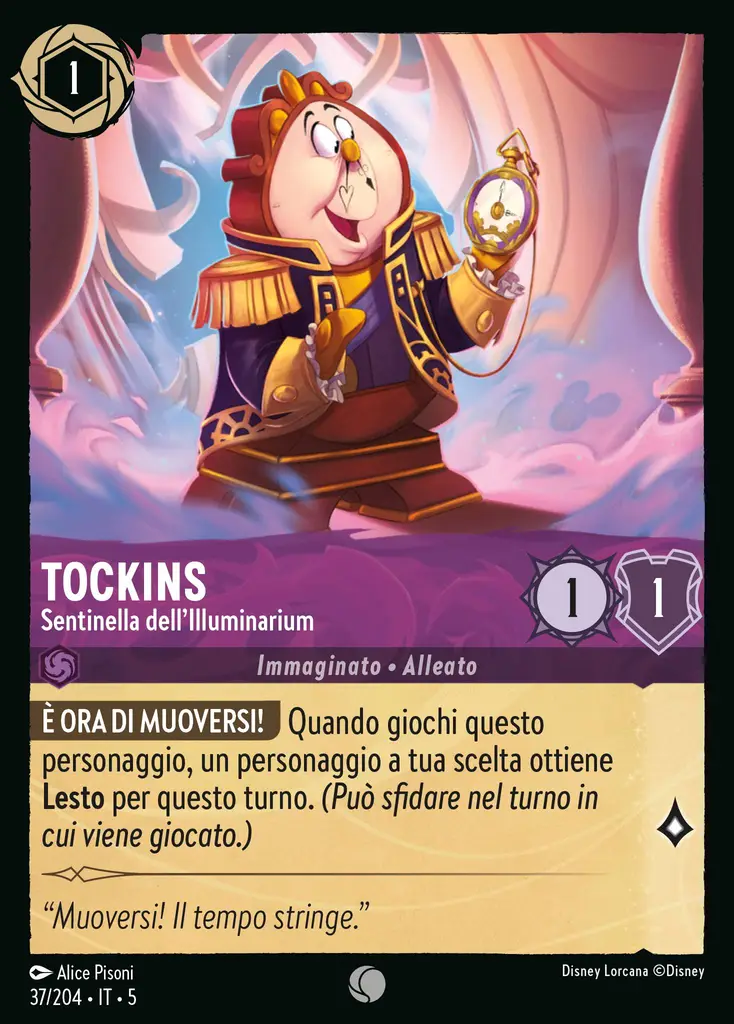 1
TOCKINS
Sentinella dell'Illuminarium
1
1
Immaginato • Alleato
È ORA DI MUOVERSI! Quando giochi questo
personaggio, un personaggio a tua scelta ottiene
Lesto per questo turno. (Può sfidare nel turno in
cui viene giocato.)
“Muoversi! Il tempo stringe.”
Alice Pisoni
Disney Lorcana ©Disney
37/204 • IT • 5